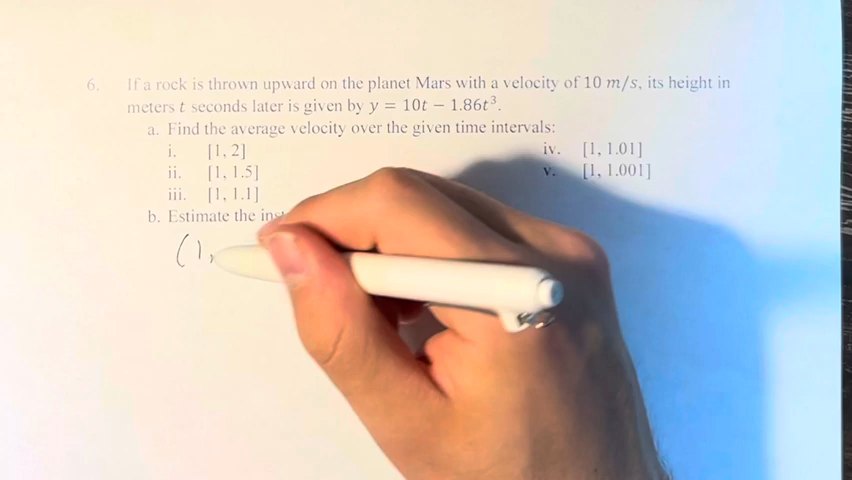 6. If a rock is thrown upward on the planet Mars with a velocity of 10 m/s, its height in
meters t seconds later is given by y = 10t − 1.86t³.
a. Find the average velocity over the given time intervals:
i. [1, 2]
ii. [1, 1.5]
iii. [1, 1.1]
iv. [1, 1.01]
v. [1, 1.001]
b. Estimate the
(1,